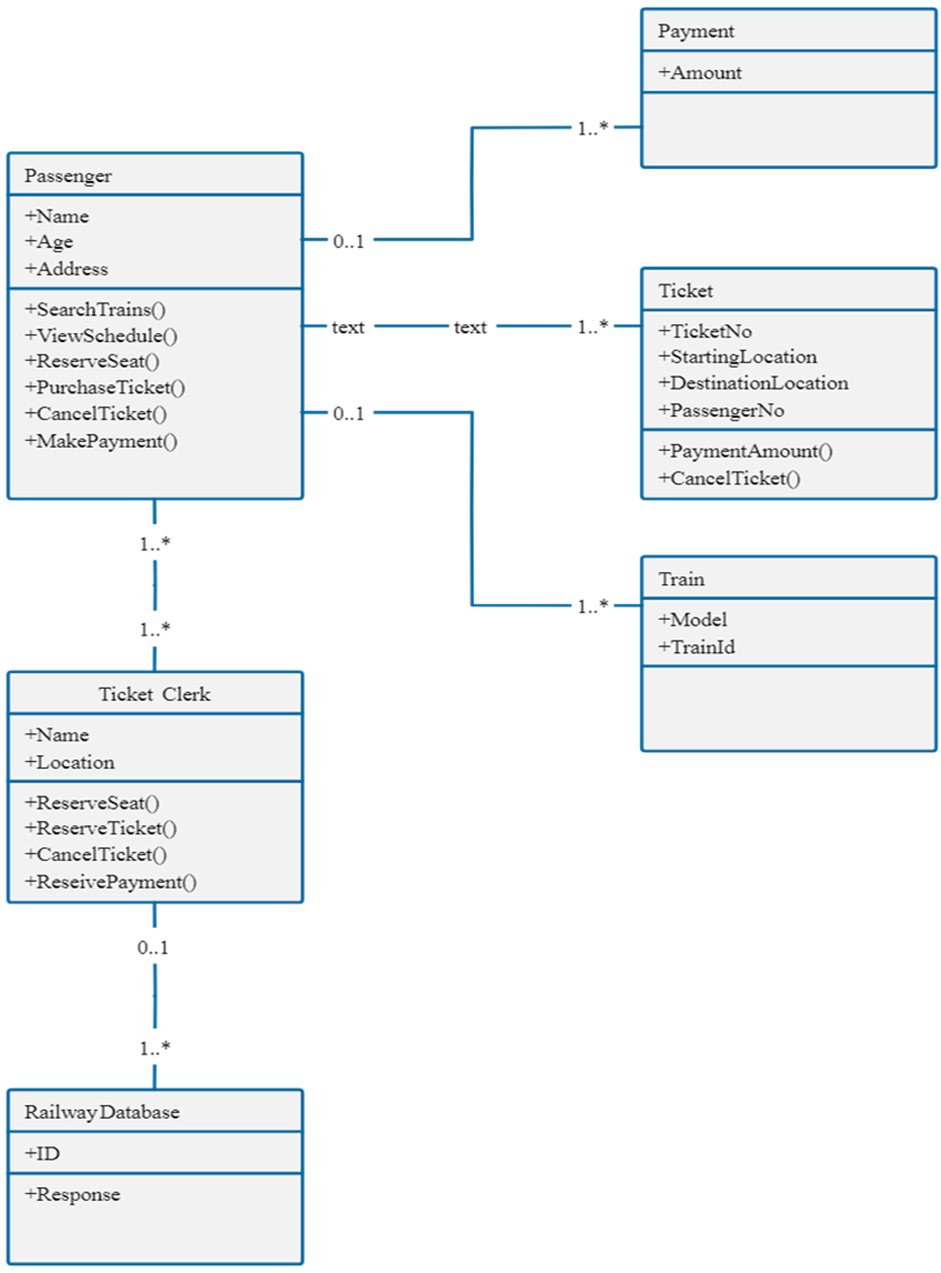 Payment
+Amount
1..*
Passenger
+Name
+Age
+Address
0..1
+SearchTrains()
+ViewSchedule()
+ReserveSeat()
+PurchaseTicket()
+CancelTicket()
+MakePayment()
text text 1..*
0..1
Ticket
+TicketNo
+StartingLocation
+DestinationLocation
+PassengerNo
+PaymentAmount()
+CancelTicket()
1..*
Train
+Model
+TrainId
1..*
1..*
Ticket Clerk
+Name
+Location
+ReserveSeat()
+ReserveTicket()
+CancelTicket()
+ReseivePayment()
0..1
1..*
RailwayDatabase
+ID
+Response